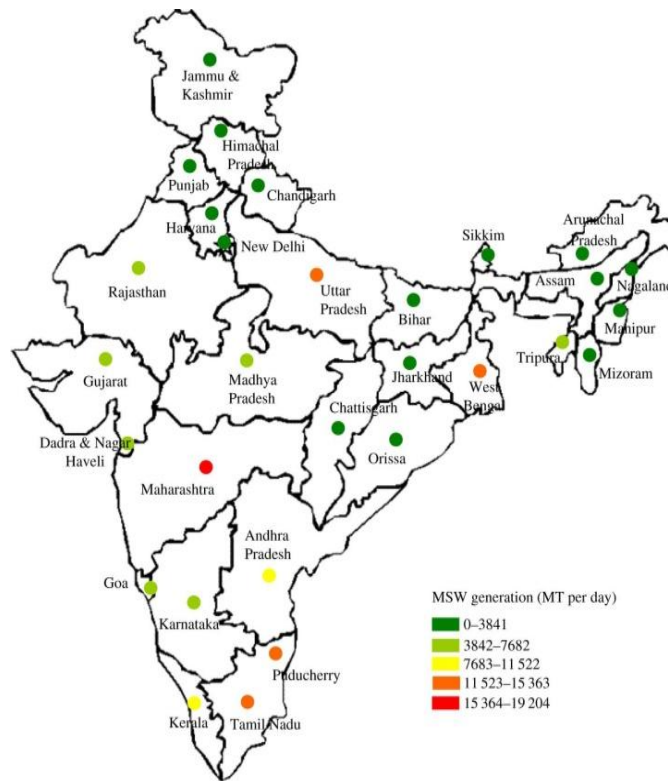 Jammu &
Kashmir
Himachal
Pradesh
Punjab
Chandigarh
Haryana
New Delhi
Sikkim
Arunachal
Pradesh
Assam
Nagaland
Rajasthan
Uttar
Pradesh
Bihar
Manipur
Tripura
Mizoram
Gujarat
Madhya
Pradesh
Jharkhand
West
Bengal
Chattisgarh
Dadra & Nagar
Haveli
Orissa
Maharashtra
Andhra
Pradesh
Goa
Karnataka
MSW generation (MT per day)
0–3841
3842–7682
7683–11 522
11 523–15 363
15 364–19 204
Puducherry
Kerala
Tamil Nadu